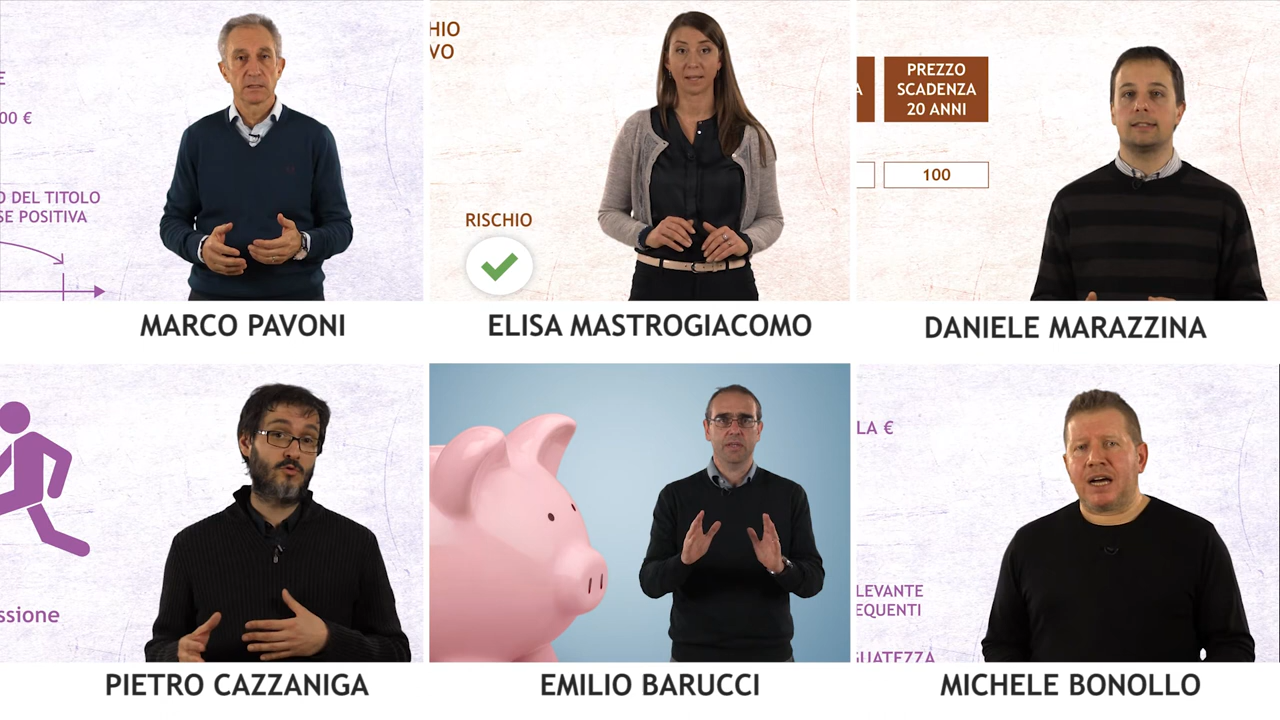 E
00 €
O DEL TITOLO
SE POSITIVA
MARCO PAVONI
HIO
VO
RISCHIO
ELISA MASTROGIACOMO
A
PREZZO
SCADENZA
20 ANNI
100
DANIELE MARAZZINA
ssione
PIETRO CAZZANIGA
EMILIO BARUCCI
LA €
LEVANTE
EQUENTI
GUATEZZA
MICHELE BONOLLO